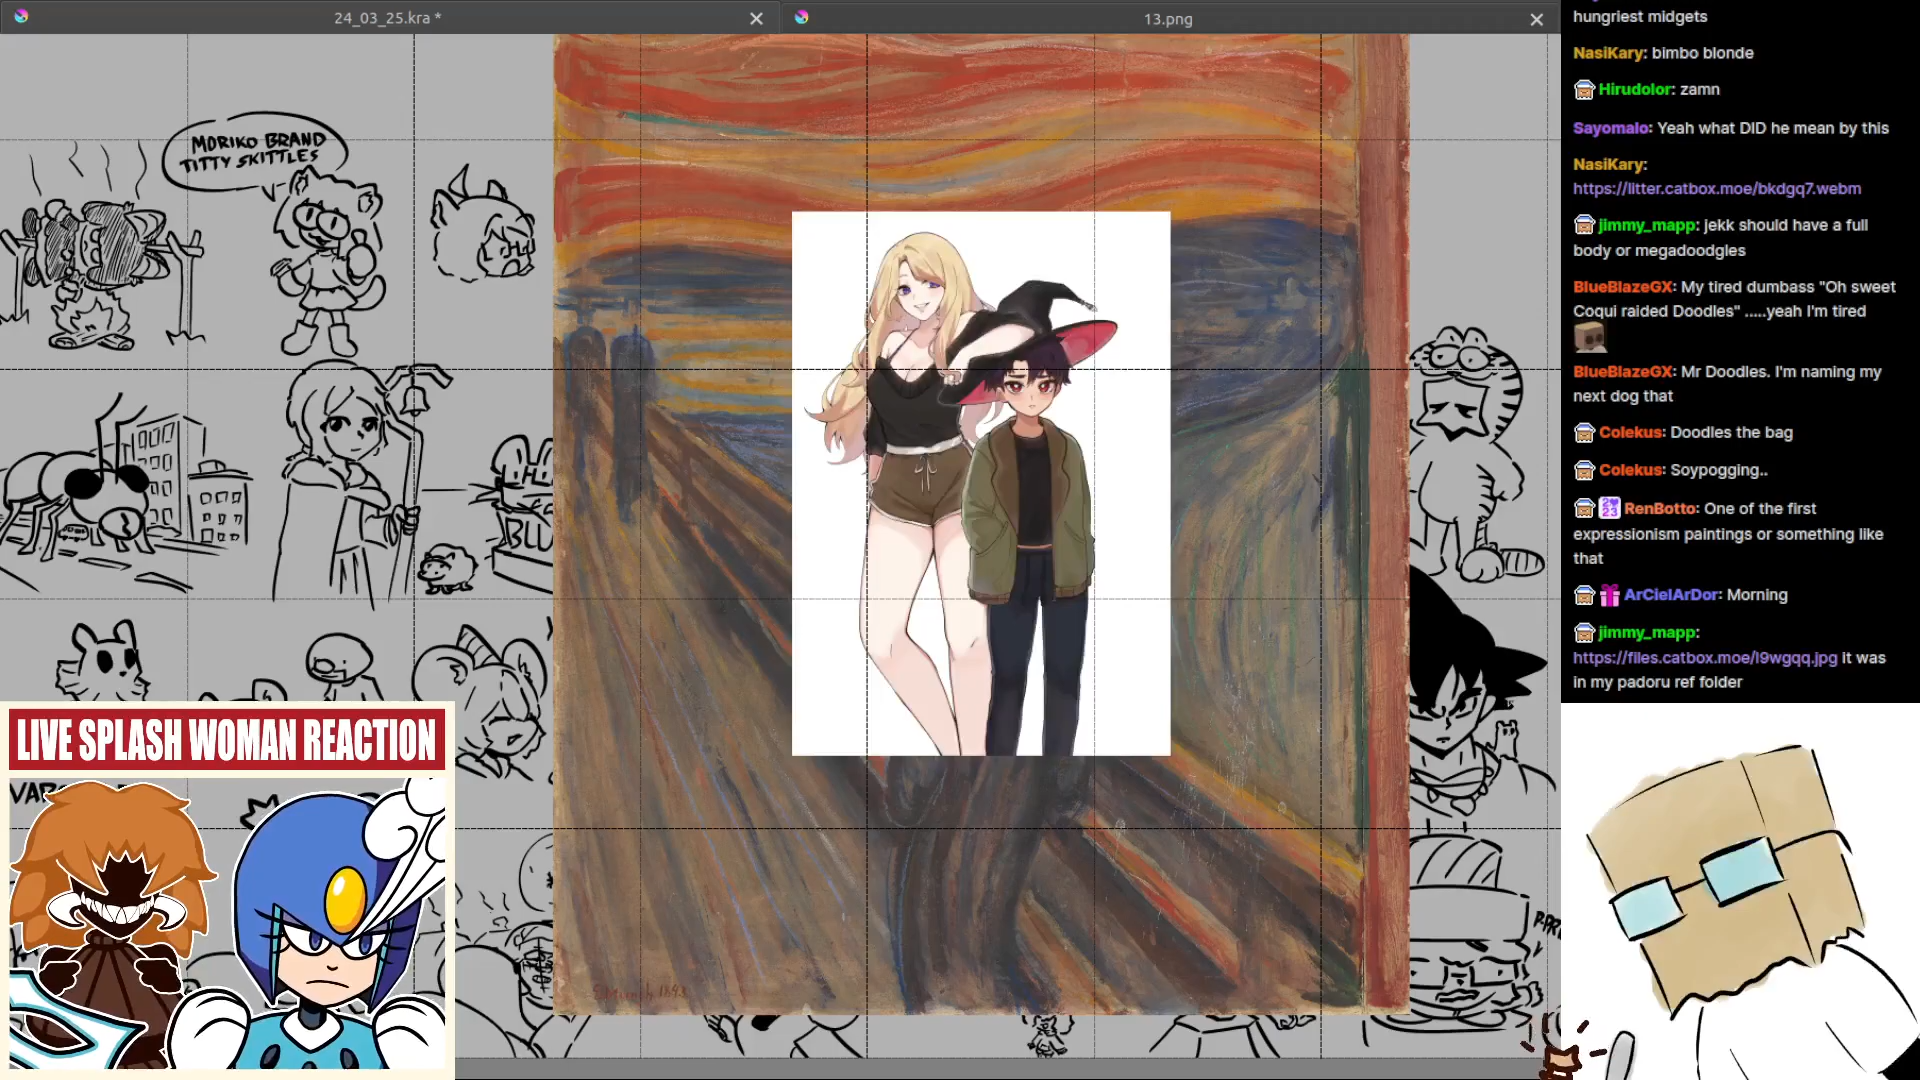 24_03_25.kra *
13.png
MORIKO BRAND
TITTY SKITTLES
BLU
LIVE SPLASH WOMAN REACTION
E. Munch 1893
hungriest midgets
NasiKary: bimbo blonde
Hirudolor: zamn
Sayomalo: Yeah what DID he mean by this
NasiKary:
https://litter.catbox.moe/bkdgq7.webm
jimmy_mapp: jekk should have a full
body or megadoodgles
BlueBlazeGX: My tired dumbass "Oh sweet
Coqui raided Doodles" .....yeah I'm tired
BlueBlazeGX: Mr Doodles. I'm naming my
next dog that
Colekus: Doodles the bag
Colekus: Soypogging..
RenBotto: One of the first
expressionism paintings or something like
that
ArCielArDor: Morning
jimmy_mapp:
https://files.catbox.moe/l9wgqq.jpg it was
in my padoru ref folder